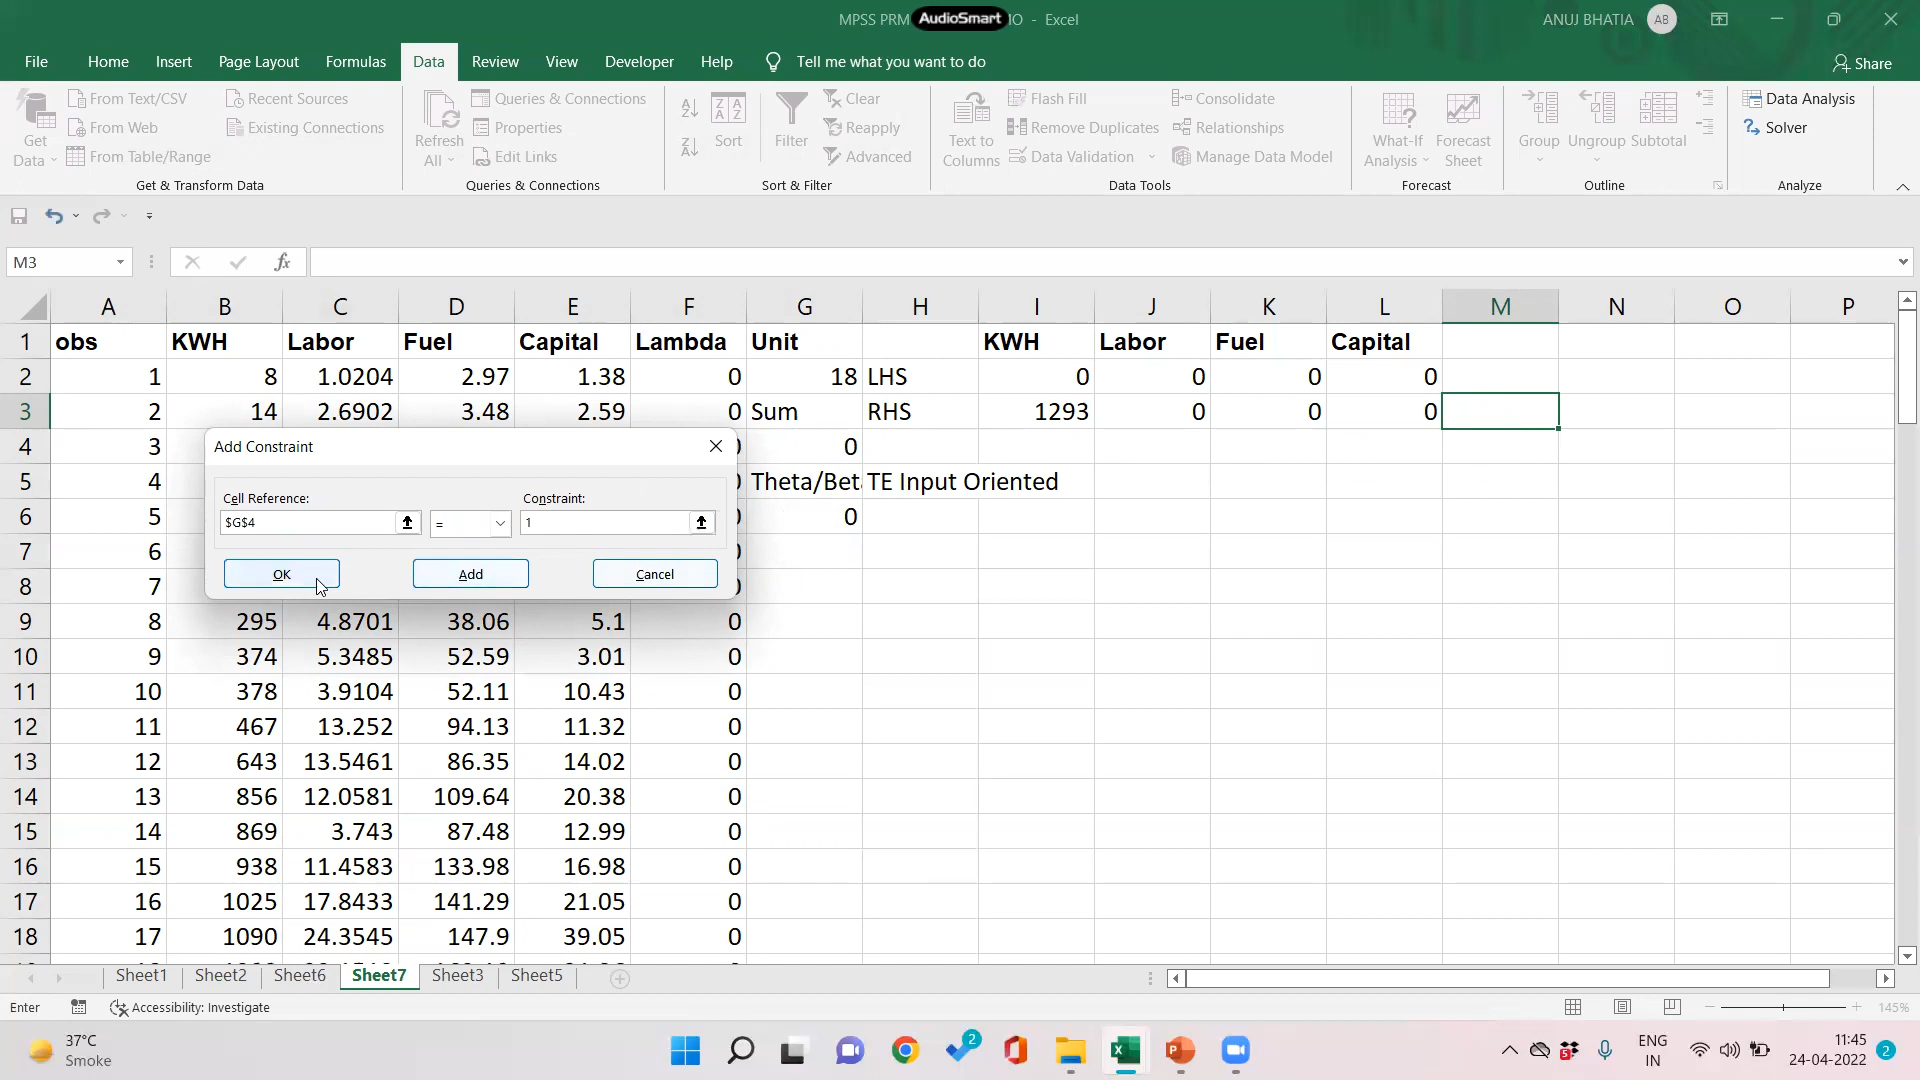 MPSS PRM AudioSmart MO - Excel
ANUJ BHATIA AB
File Home Insert Page Layout Formulas Data Review View Developer Help Tell me what you want to do Share
Get Data
From Text/CSV
From Web
From Table/Range
Recent Sources
Existing Connections
Get & Transform Data
Refresh All
Queries & Connections
Properties
Edit Links
Queries & Connections
Sort
Filter
Clear
Reapply
Advanced
Sort & Filter
Text to Columns
Flash Fill
Remove Duplicates
Data Validation
Consolidate
Relationships
Manage Data Model
Data Tools
What-If Analysis
Forecast Sheet
Forecast
Group
Ungroup
Subtotal
Outline
Data Analysis
Solver
Analyze
M3 fx
A B C D E F G H I J K L M N O P
1 obs KWH Labor Fuel Capital Lambda Unit KWH Labor Fuel Capital
2 1 8 1.0204 2.97 1.38 0 18 LHS 0 0 0 0
3 2 14 2.6902 3.48 2.59 0 Sum RHS 1293 0 0 0
4 3 0
5 4 Theta/Beta TE Input Oriented
6 5 0
7 6
8 7
Add Constraint
Cell Reference: Constraint:
$G$4 = 1
OK Add Cancel
9 8 295 4.8701 38.06 5.1 0
10 9 374 5.3485 52.59 3.01 0
11 10 378 3.9104 52.11 10.43 0
12 11 467 13.252 94.13 11.32 0
13 12 643 13.5461 86.35 14.02 0
14 13 856 12.0581 109.64 20.38 0
15 14 869 3.743 87.48 12.99 0
16 15 938 11.4583 133.98 16.98 0
17 16 1025 17.8433 141.29 21.05 0
18 17 1090 24.3545 147.9 39.05 0
Sheet1 Sheet2 Sheet6 Sheet7 Sheet3 Sheet5
Enter Accessibility: Investigate 145%
37°C
Smoke
2
ENG
IN
11:45
24-04-2022
2